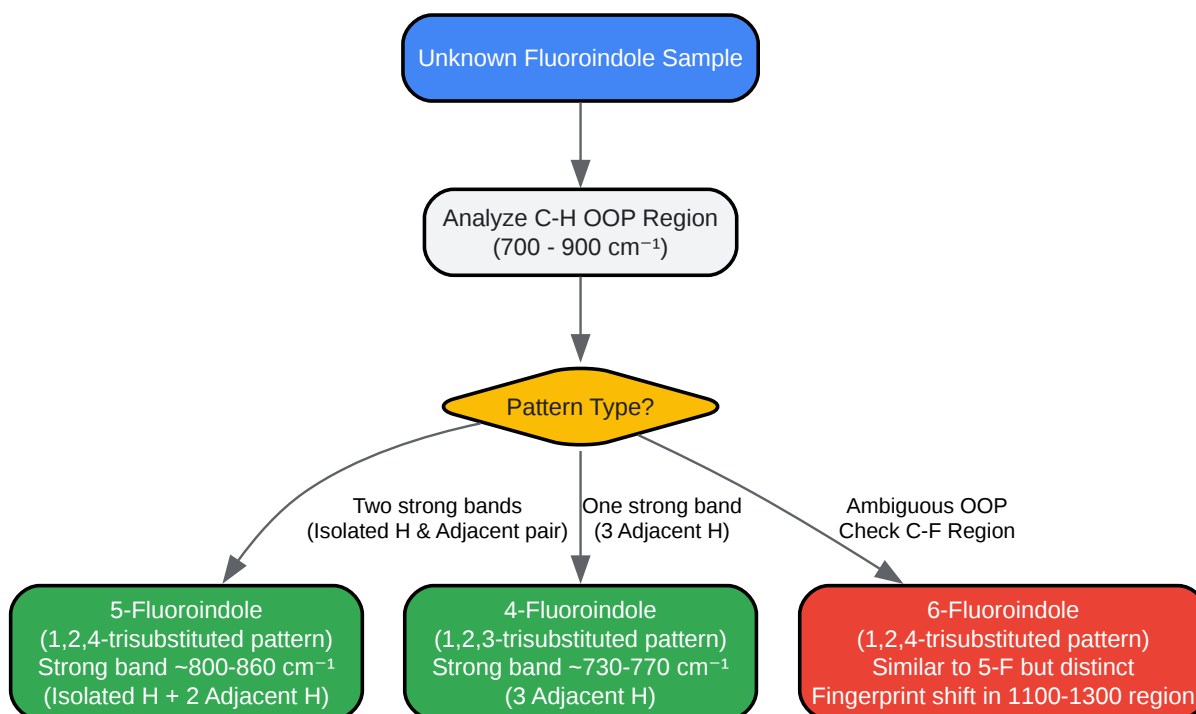 Unknown Fluoroindole Sample
Analyze C-H OOP Region
(700 - 900 cm⁻¹)
Pattern Type?
Two strong bands
(Isolated H & Adjacent pair)
One strong band
(3 Adjacent H)
Ambiguous OOP
Check C-F Region
5-Fluoroindole
(1,2,4-trisubstituted pattern)
Strong band ~800-860 cm⁻¹
(Isolated H + 2 Adjacent H)
4-Fluoroindole
(1,2,3-trisubstituted pattern)
Strong band ~730-770 cm⁻¹
(3 Adjacent H)
6-Fluoroindole
(1,2,4-trisubstituted pattern)
Similar to 5-F but distinct
Fingerprint shift in 1100-1300 region